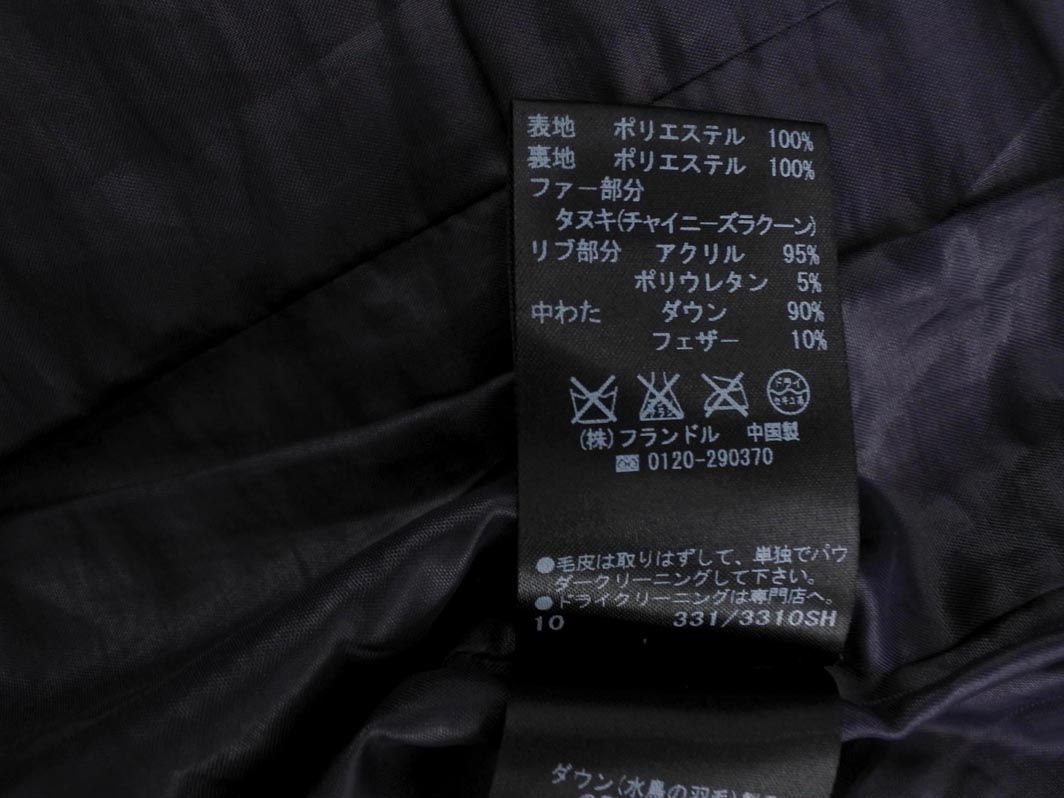 表地 ポリエステル 100%
裏地 ポリエステル 100%
ファー部分
タヌキ(チャイニーズラクーン)
リブ部分 アクリル 95%
ポリウレタン 5%
中わた ダウン 90%
フェザー 10%
ドライ
セキユ系
(株)フランドル 中国製
0120-290370
●毛皮は取りはずして、単独でパウ
ダークリーニングして下さい。
●ドライクリーニングは専門店へ。
10 331/3310SH
ダウン(水鳥の羽毛)